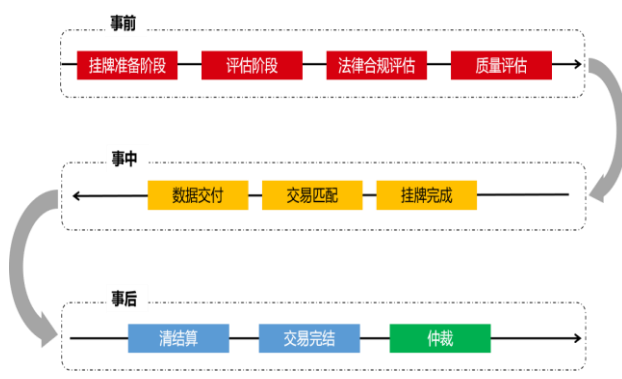 事前
挂牌准备阶段 评估阶段 法律合规评估 质量评估
事中
数据交付 交易匹配 挂牌完成
事后
清结算 交易完结 仲裁